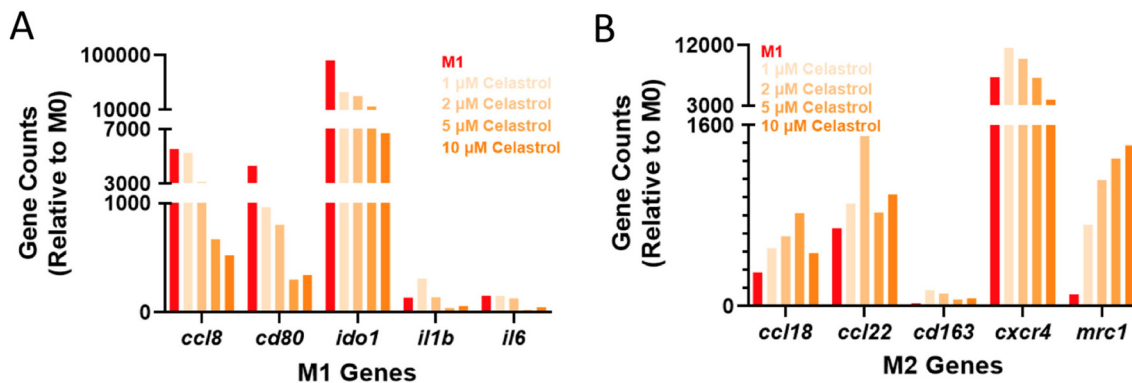 A
Gene Counts
(Relative to M0)
100000
10000
7000
3000
1000
0
M1
1 µM Celastrol
2 µM Celastrol
5 µM Celastrol
10 µM Celastrol
ccl8 cd80 ido1 il1b il6
M1 Genes
B
Gene Counts
(Relative to M0)
12000
3000
1600
0
M1
1 µM Celastrol
2 µM Celastrol
5 µM Celastrol
10 µM Celastrol
ccl18 ccl22 cd163 cxcr4 mrc1
M2 Genes